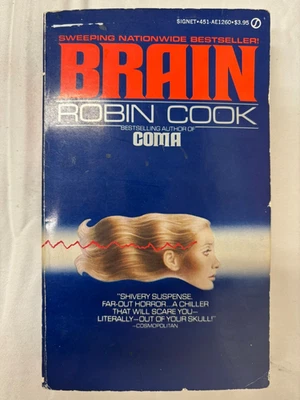 SIGNET•451-AE1260•$3.95
SWEEPING NATIONWIDE BESTSELLER!
BRAIN
ROBIN COOK
BESTSELLING AUTHOR OF
COMA
"SHIVERY SUSPENSE,
FAR-OUT HORROR...A CHILLER
THAT WILL SCARE YOU—
LITERALLY—OUT OF YOUR SKULL!"
—COSMOPOLITAN